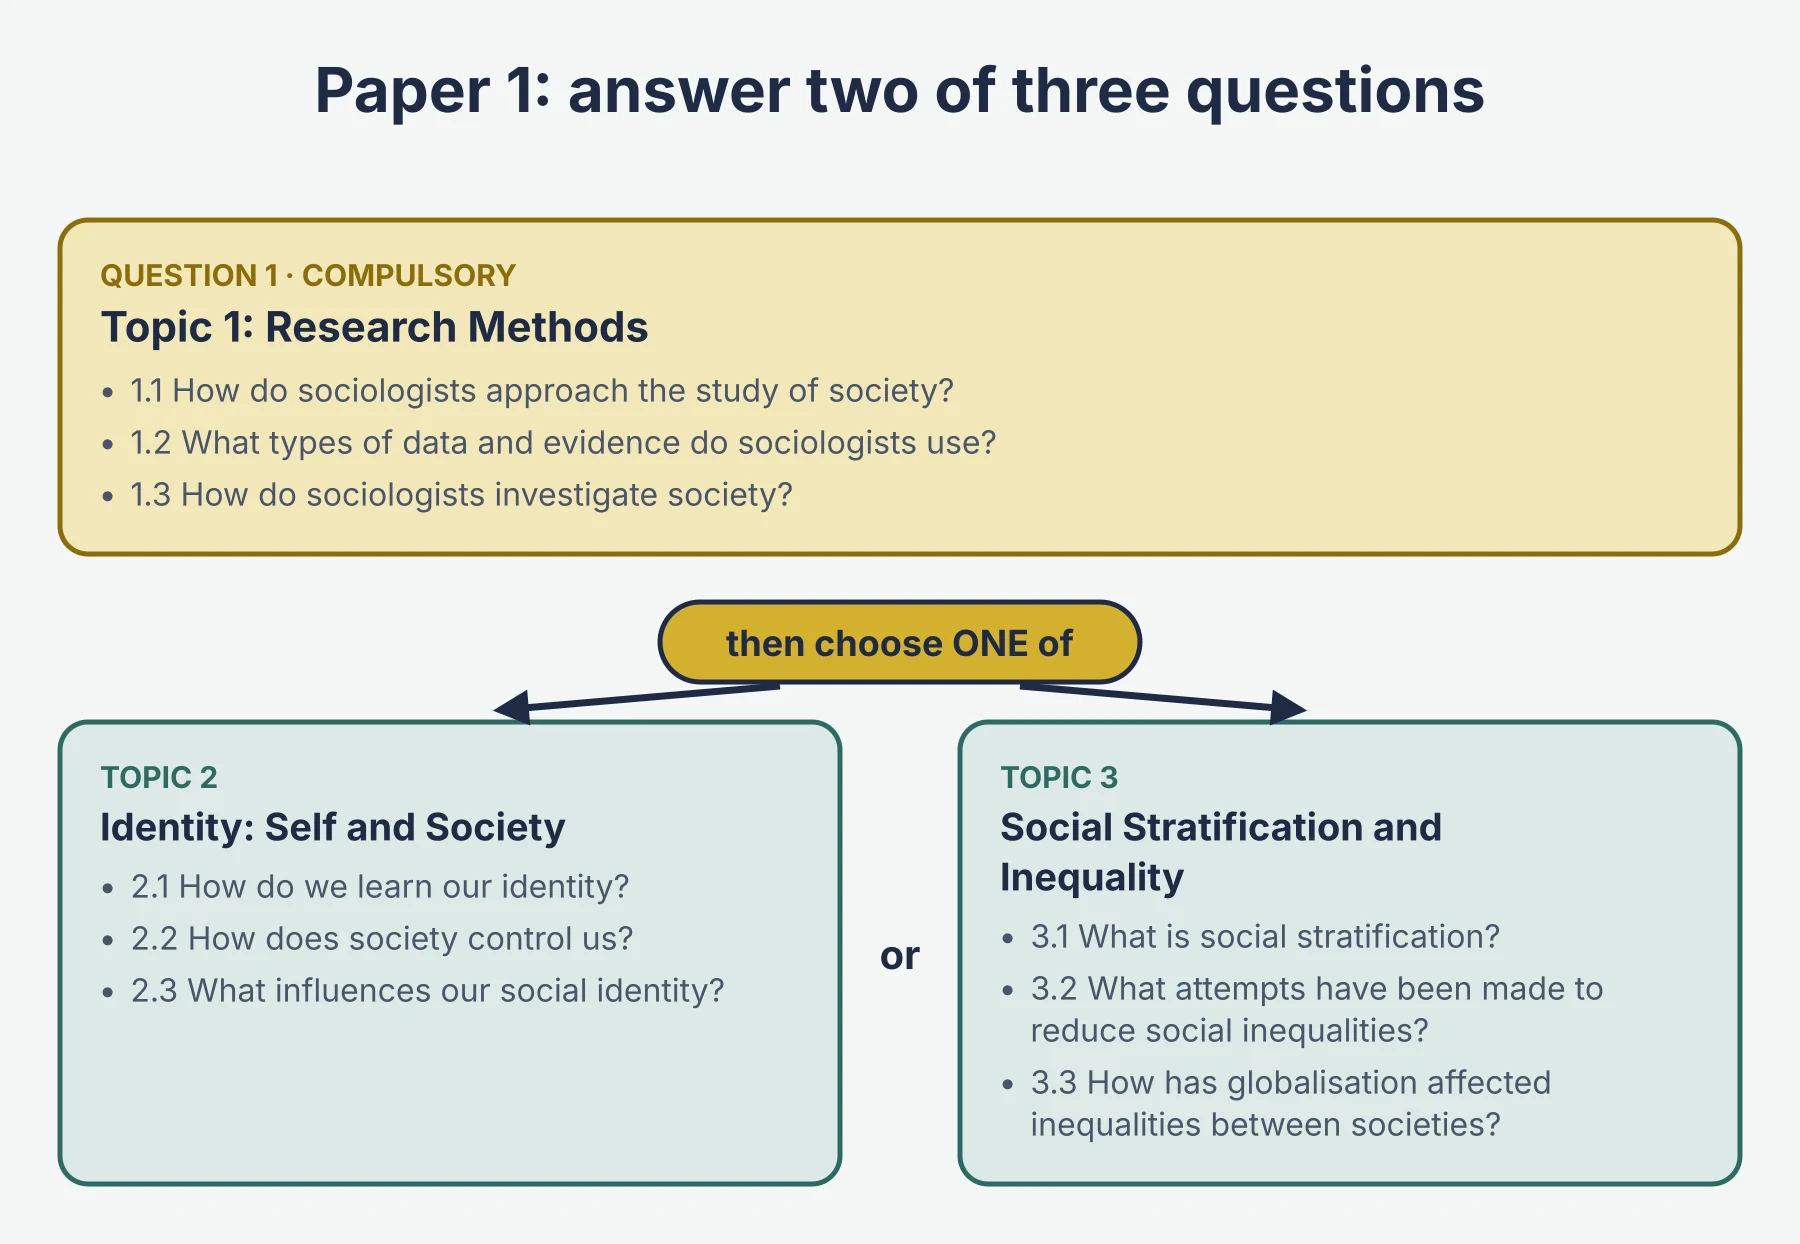 Paper 1: answer two of three questions
QUESTION 1 · COMPULSORY
Topic 1: Research Methods
• 1.1 How do sociologists approach the study of society?
• 1.2 What types of data and evidence do sociologists use?
• 1.3 How do sociologists investigate society?
then choose ONE of
TOPIC 2
Identity: Self and Society
• 2.1 How do we learn our identity?
• 2.2 How does society control us?
• 2.3 What influences our social identity?
or
TOPIC 3
Social Stratification and
Inequality
• 3.1 What is social stratification?
• 3.2 What attempts have been made to
reduce social inequalities?
• 3.3 How has globalisation affected
inequalities between societies?